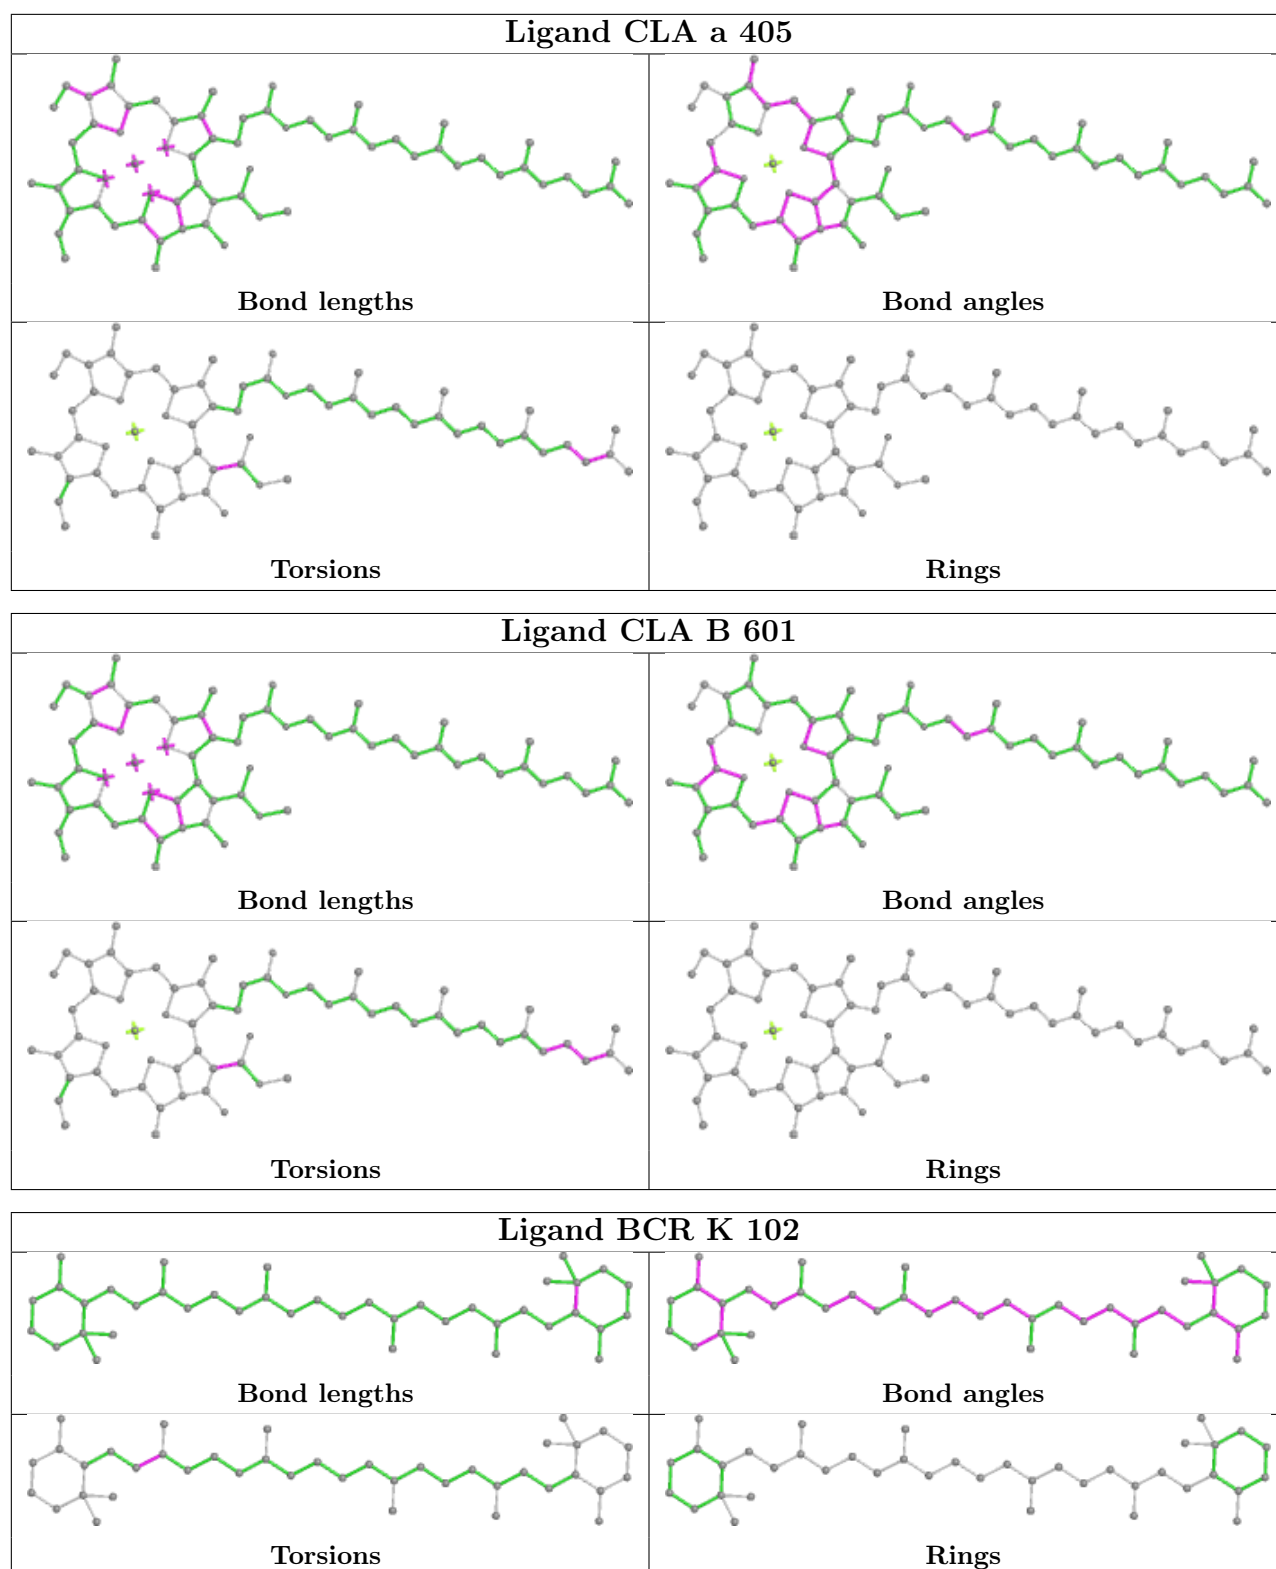 Ligand CLA a 405
Bond lengths
Bond angles
Torsions
Rings
Ligand CLA B 601
Bond lengths
Bond angles
Torsions
Rings
Ligand BCR K 102
Bond lengths
Bond angles
Torsions
Rings